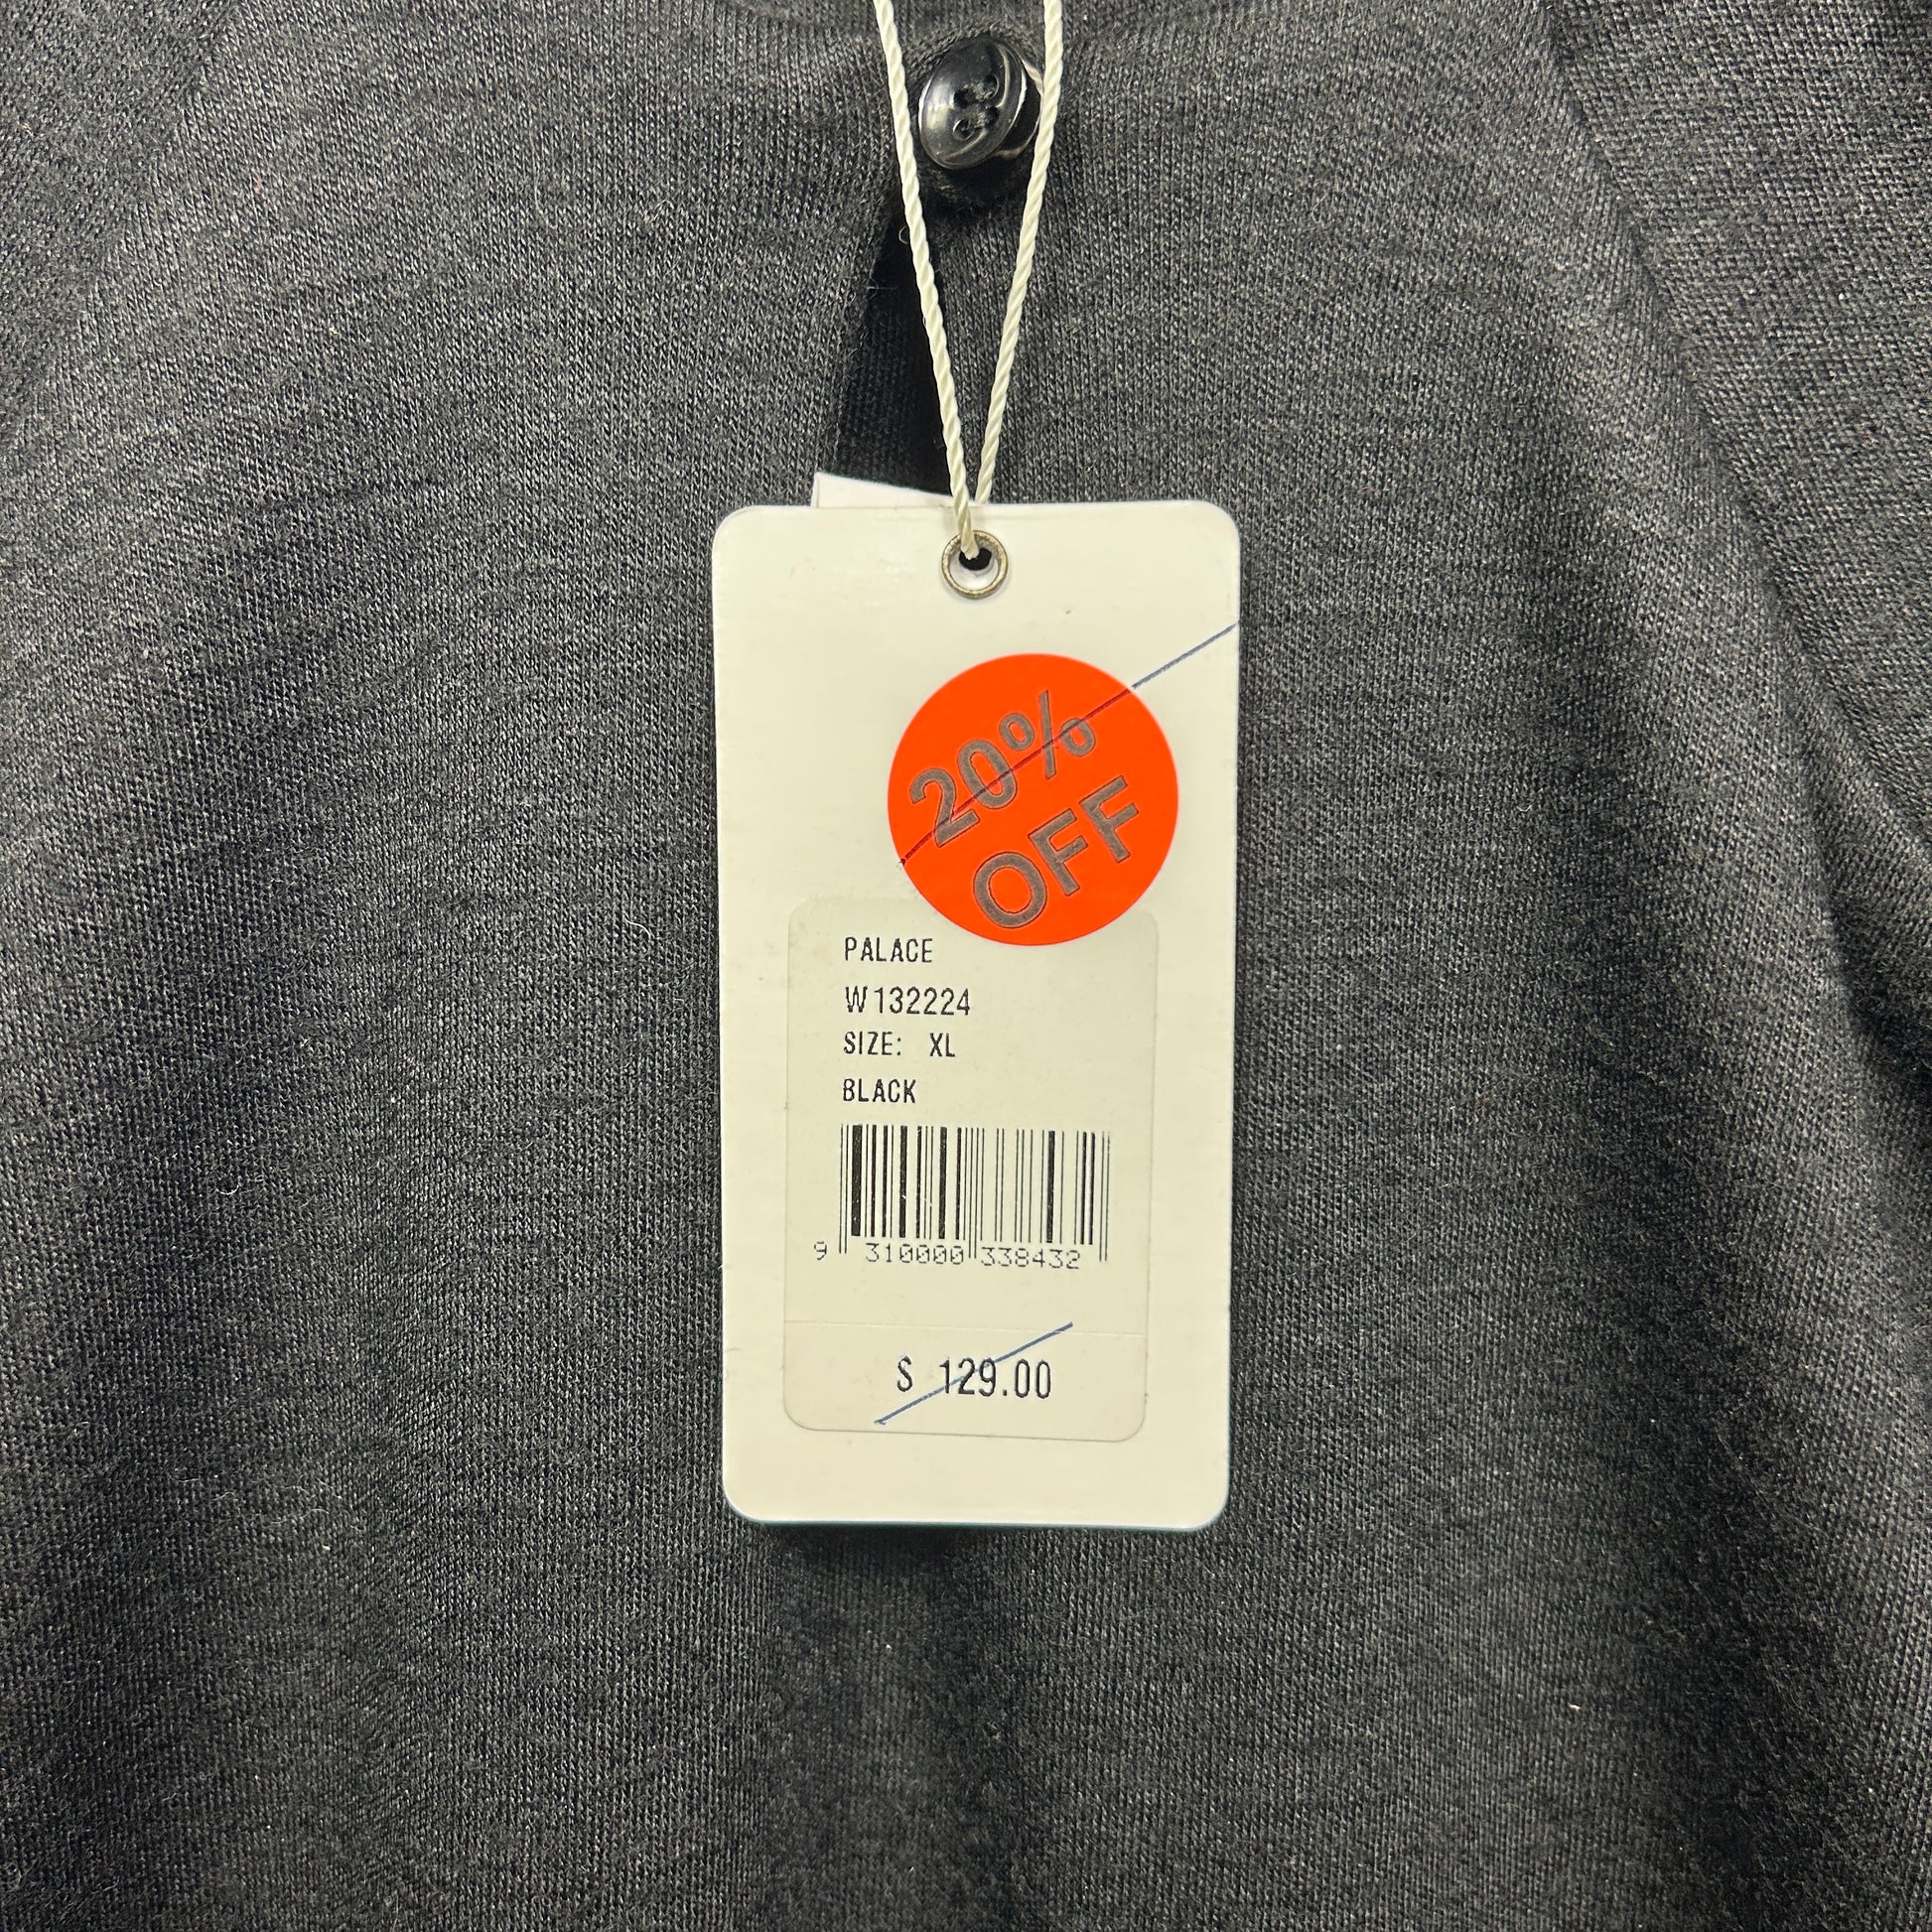 20%
OFF
PALACE
W132224
SIZE: XL
BLACK
9 310000 338432
$ 129.00